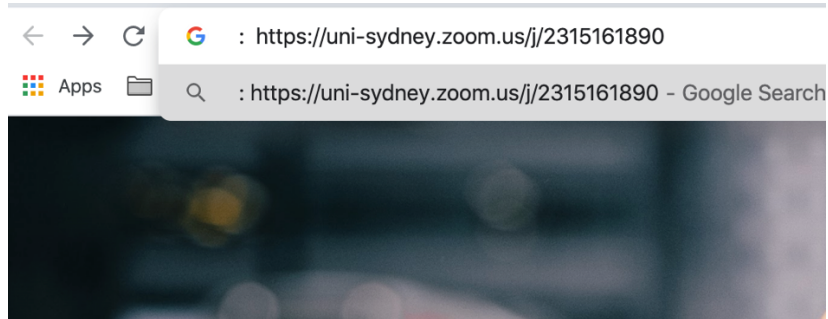 : https://uni-sydney.zoom.us/j/2315161890
Apps
: https://uni-sydney.zoom.us/j/2315161890 - Google Search